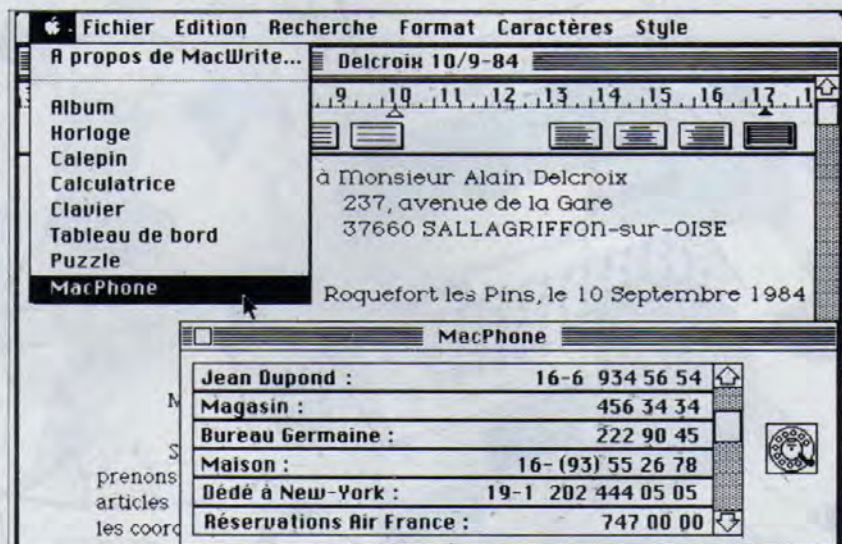 Fichier Edition Recherche Format Caractères Style
A propos de MacWrite...
Album
Horloge
Calepin
Calculatrice
Clavier
Tableau de bord
Puzzle
MacPhone
Delcroix 10/9-84
9 10 11 12 13 14 15 16 17
à Monsieur Alain Delcroix
237, avenue de la Gare
37660 SALLAGRIFFON-sur-OISE
Roquefort les Pins, le 10 Septembre 1984
MacPhone
Jean Dupond : 16-6 934 56 54
Magasin : 456 34 34
Bureau Germaine : 222 90 45
Maison : 16-(93) 55 26 78
Dédé à New-York : 19-1 202 444 05 05
Réservations Air France : 747 00 00
prenons
articles
les